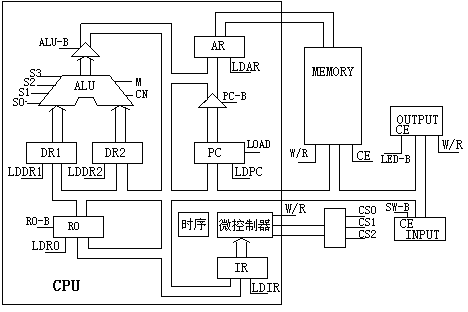 ALU-B
AR
LDAR
MEMORY
S3
S2
S1
S0
ALU
M
CN
PC-B
OUTPUT
CE
LED-B
W/R
DR1
DR2
PC
LOAD
LDDR1
LDDR2
LDPC
W/R
CE
R0-B
R0
LDR0
时序
微控制器
W/R
CS0
CS1
CS2
SW-B
CE
INPUT
IR
LDIR
CPU